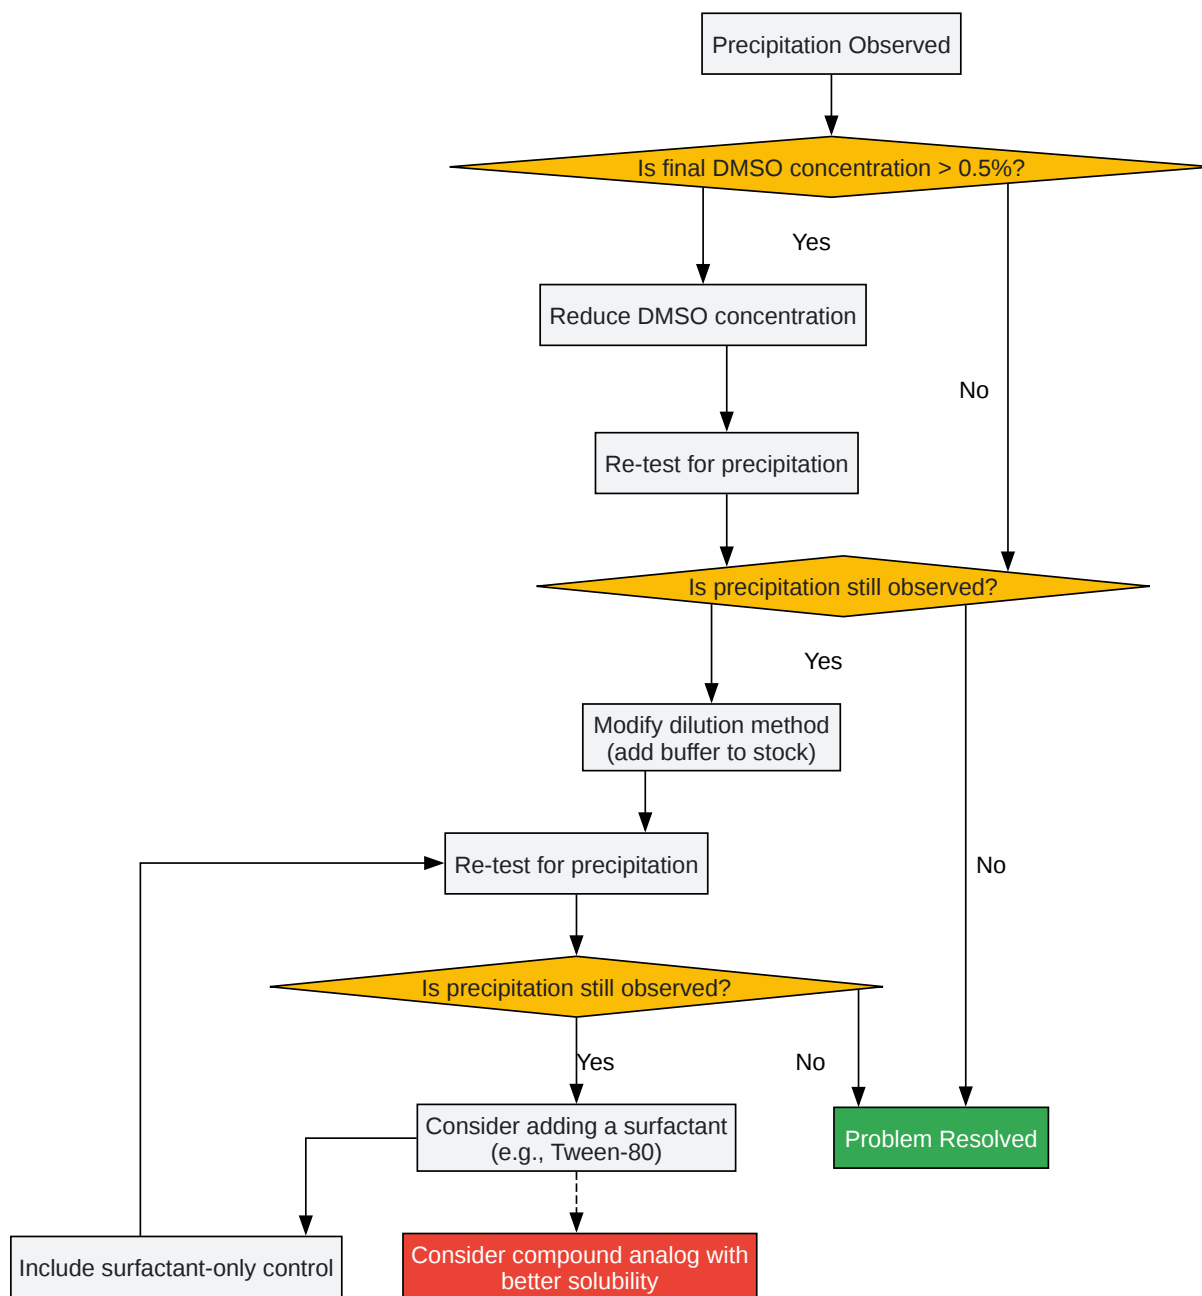 Precipitation Observed
Is final DMSO concentration > 0.5%?
Yes
Reduce DMSO concentration
No
Re-test for precipitation
Is precipitation still observed?
Yes
Modify dilution method
(add buffer to stock)
Re-test for precipitation
No
Is precipitation still observed?
Yes
No
Consider adding a surfactant
(e.g., Tween-80)
Problem Resolved
Include surfactant-only control
Consider compound analog with
better solubility